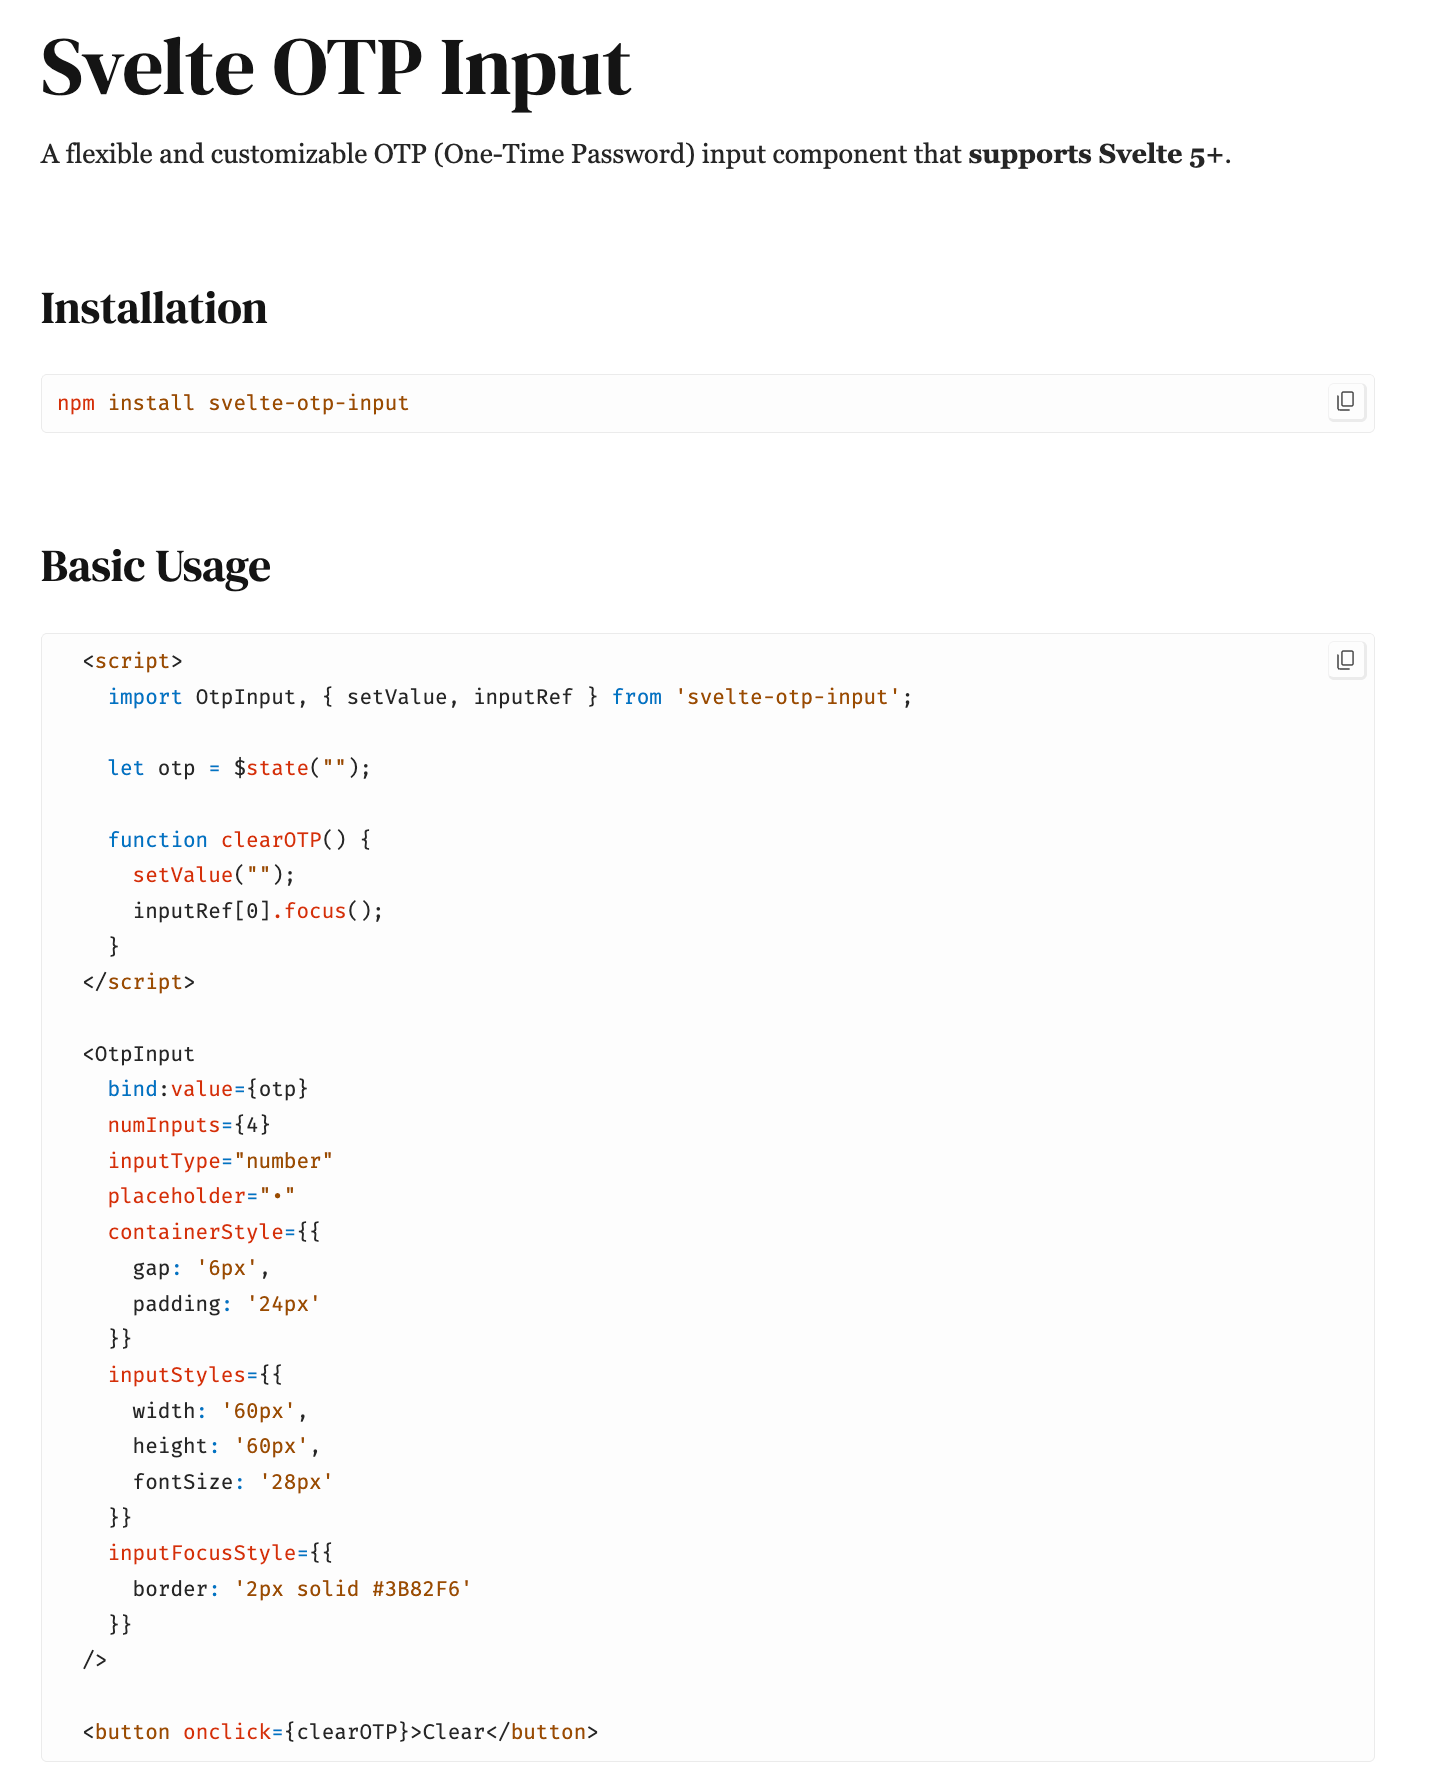 Svelte OTP Input
A flexible and customizable OTP (One-Time Password) input component that supports Svelte 5+.
Installation
npm install svelte-otp-input
Basic Usage
<script>
  import OtpInput, { setValue, inputRef } from 'svelte-otp-input';
  let otp = $state("");
  function clearOTP() {
    setValue("");
    inputRef[0].focus();
  }
</script>
<OtpInput
  bind:value={otp}
  numInputs={4}
  inputType="number"
  placeholder="•"
  containerStyle={{
    gap: '6px',
    padding: '24px'
  }}
  inputStyles={{
    width: '60px',
    height: '60px',
    fontSize: '28px'
  }}
  inputFocusStyle={{
    border: '2px solid #3B82F6'
  }}
/>
<button onclick={clearOTP}>Clear</button>